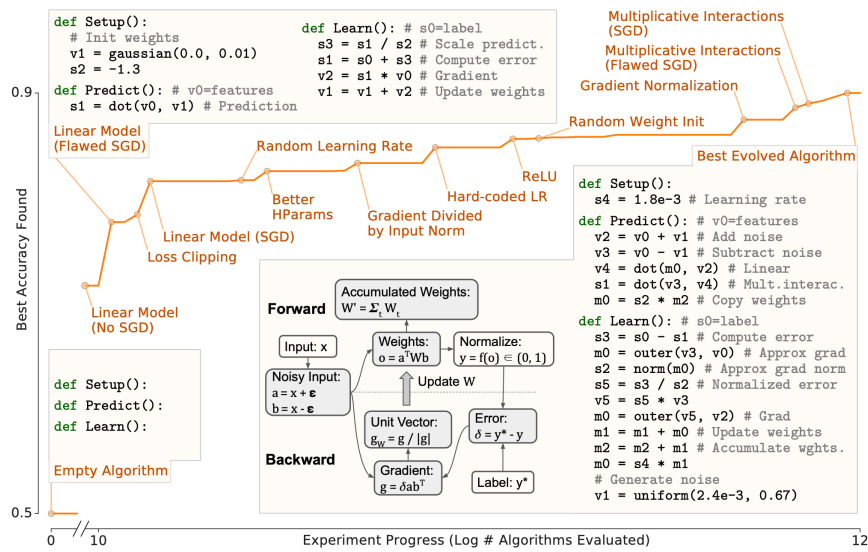 def Setup():
# Init weights
v1 = gaussian(0.0, 0.01)
s2 = -1.3
def Predict(): # v0=features
s1 = dot(v0, v1) # Prediction
def Learn(): # s0=label
s3 = s1 / s2 # Scale predict.
s1 = s0 + s3 # Compute error
v2 = s1 * v0 # Gradient
v1 = v1 + v2 # Update weights
Multiplicative Interactions
(SGD)
Multiplicative Interactions
(Flawed SGD)
Gradient Normalization
Random Weight Init
Best Evolved Algorithm
0.9
Linear Model
(Flawed SGD)
Random Learning Rate
ReLU
Better
HParams
Hard-coded LR
Gradient Divided
by Input Norm
Linear Model (SGD)
Loss Clipping
Linear Model
(No SGD)
Best Accuracy Found
def Setup():
def Predict():
def Learn():
Empty Algorithm
0.5
Forward
Accumulated Weights:
W' = Σt Wt
Input: x
Weights:
o = aᵀWb
Normalize:
y = f(o) ∈ (0, 1)
Noisy Input:
a = x + ε
b = x - ε
Update W
Unit Vector:
gw = g / |g|
Error:
δ = y* - y
Backward
Gradient:
g = δabᵀ
Label: y*
def Setup():
s4 = 1.8e-3 # Learning rate
def Predict(): # v0=features
v2 = v0 + v1 # Add noise
v3 = v0 - v1 # Subtract noise
v4 = dot(m0, v2) # Linear
s1 = dot(v3, v4) # Mult.interac.
m0 = s2 * m2 # Copy weights
def Learn(): # s0=label
s3 = s0 - s1 # Compute error
m0 = outer(v3, v0) # Approx grad
s2 = norm(m0) # Approx grad norm
s5 = s3 / s2 # Normalized error
v5 = s5 * v3
m0 = outer(v5, v2) # Grad
m1 = m1 + m0 # Update weights
m2 = m2 + m1 # Accumulate wghts.
m0 = s4 * m1
# Generate noise
v1 = uniform(2.4e-3, 0.67)
0
10
12
Experiment Progress (Log # Algorithms Evaluated)